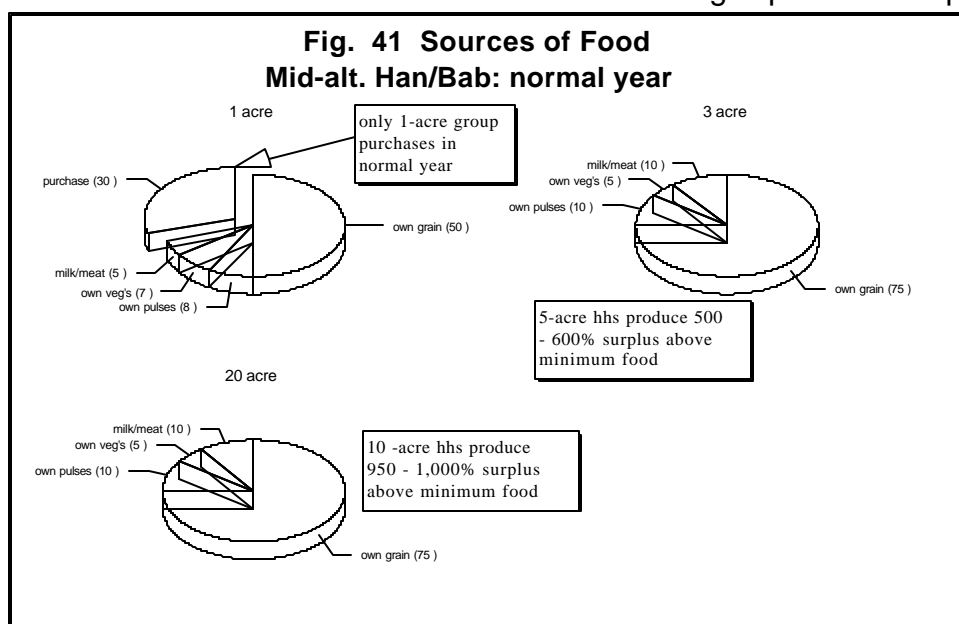 Fig. 41 Sources of Food
Mid-alt. Han/Bab: normal year
1 acre
only 1-acre group
purchases in
normal year
purchase (30 )
own grain (50 )
milk/meat (5 )
own veg's (7 )
own pulses (8 )
3 acre
milk/meat (10 )
own veg's (5 )
own pulses (10 )
own grain (75 )
5-acre hhs produce 500
- 600% surplus above
minimum food
20 acre
milk/meat (10 )
own veg's (5 )
own pulses (10 )
own grain (75 )
10 -acre hhs produce
950 - 1,000% surplus
above minimum food